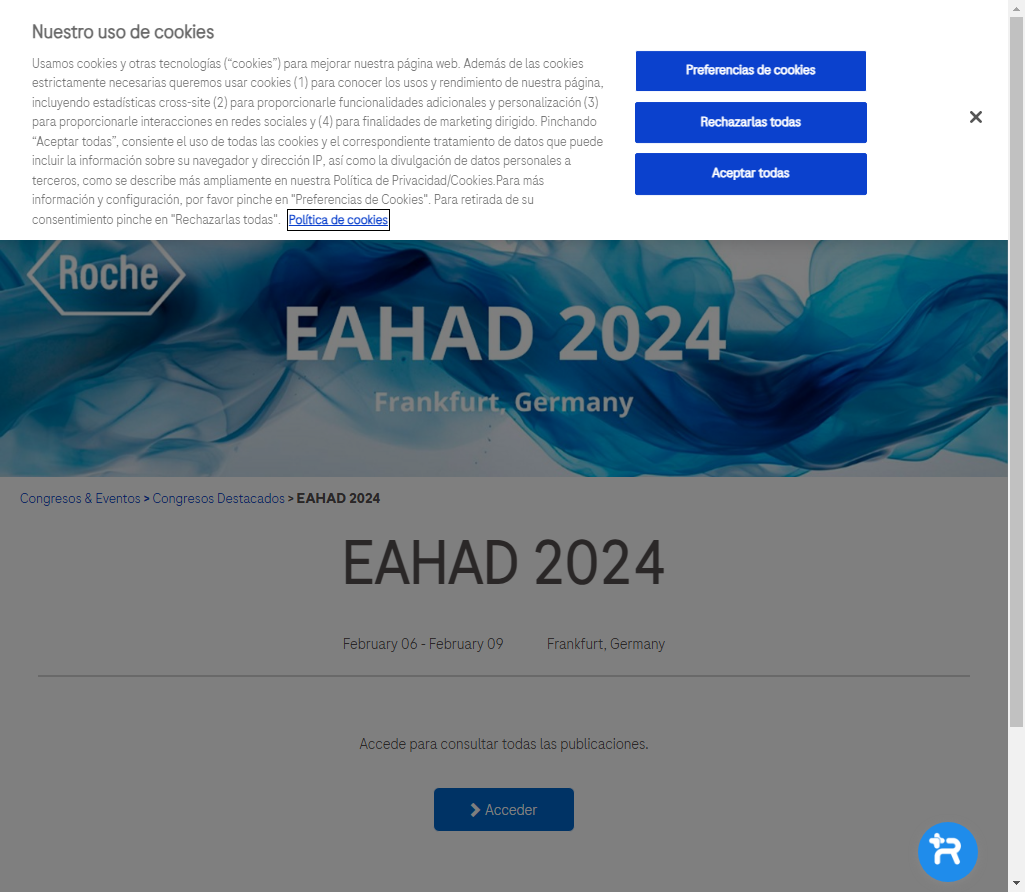 Nuestro uso de cookies
Usamos cookies y otras tecnologías (“cookies”) para mejorar nuestra página web. Además de las cookies
estrictamente necesarias queremos usar cookies (1) para conocer los usos y rendimiento de nuestra página,
incluyendo estadísticas cross-site (2) para proporcionarle funcionalidades adicionales y personalización (3)
para proporcionarle interacciones en redes sociales y (4) para finalidades de marketing dirigido. Pinchando
“Aceptar todas”, consiente el uso de todas las cookies y el correspondiente tratamiento de datos que puede
incluir la información sobre su navegador y dirección IP, así como la divulgación de datos personales a
terceros, como se describe más ampliamente en nuestra Política de Privacidad/Cookies.Para más
información y configuración, por favor pinche en "Preferencias de Cookies". Para retirada de su
consentimiento pinche en "Rechazarlas todas". Política de cookies
Preferencias de cookies
Rechazarlas todas
Aceptar todas
Roche
EAHAD 2024
Frankfurt, Germany
Congresos & Eventos > Congresos Destacados > EAHAD 2024
EAHAD 2024
February 06 - February 09 Frankfurt, Germany
Accede para consultar todas las publicaciones.
Acceder